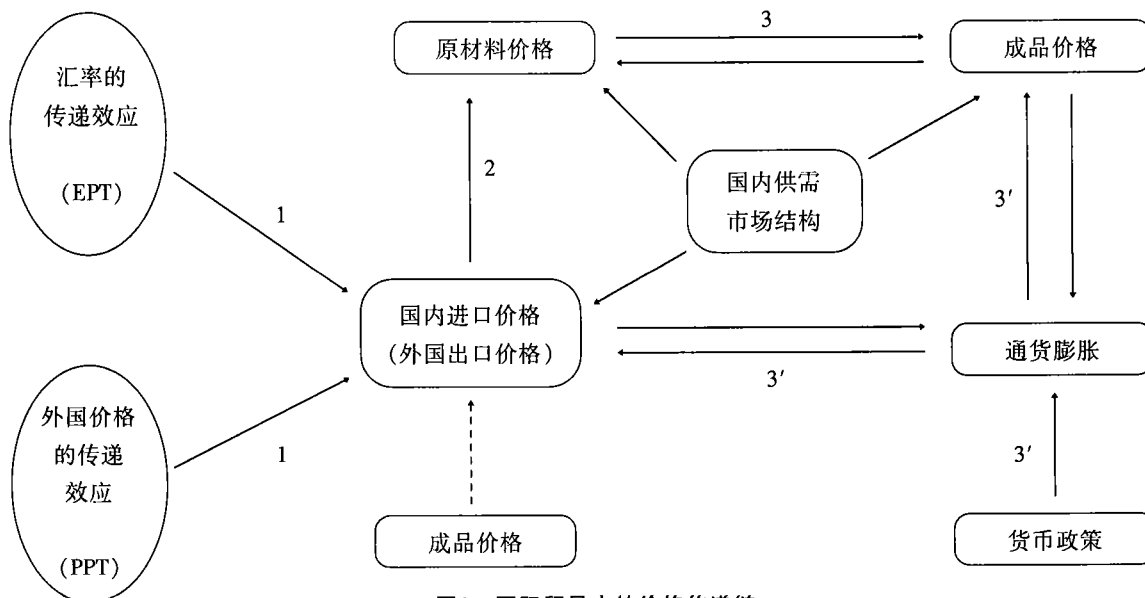 汇率的
传递效应
(EPT)
原材料价格
3
成品价格
2
国内供需
市场结构
3′
1
国内进口价格
(外国出口价格)
3′
通货膨胀
外国价格
的传递
效应
(PPT)
1
3′
成品价格
货币政策